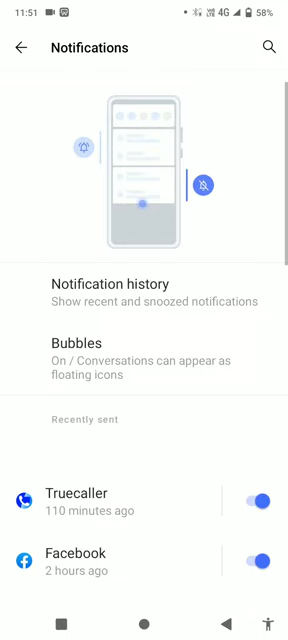 11:51 4G 58%
Notifications
Notification history
Show recent and snoozed notifications
Bubbles
On / Conversations can appear as
floating icons
Recently sent
Truecaller
110 minutes ago
Facebook
2 hours ago